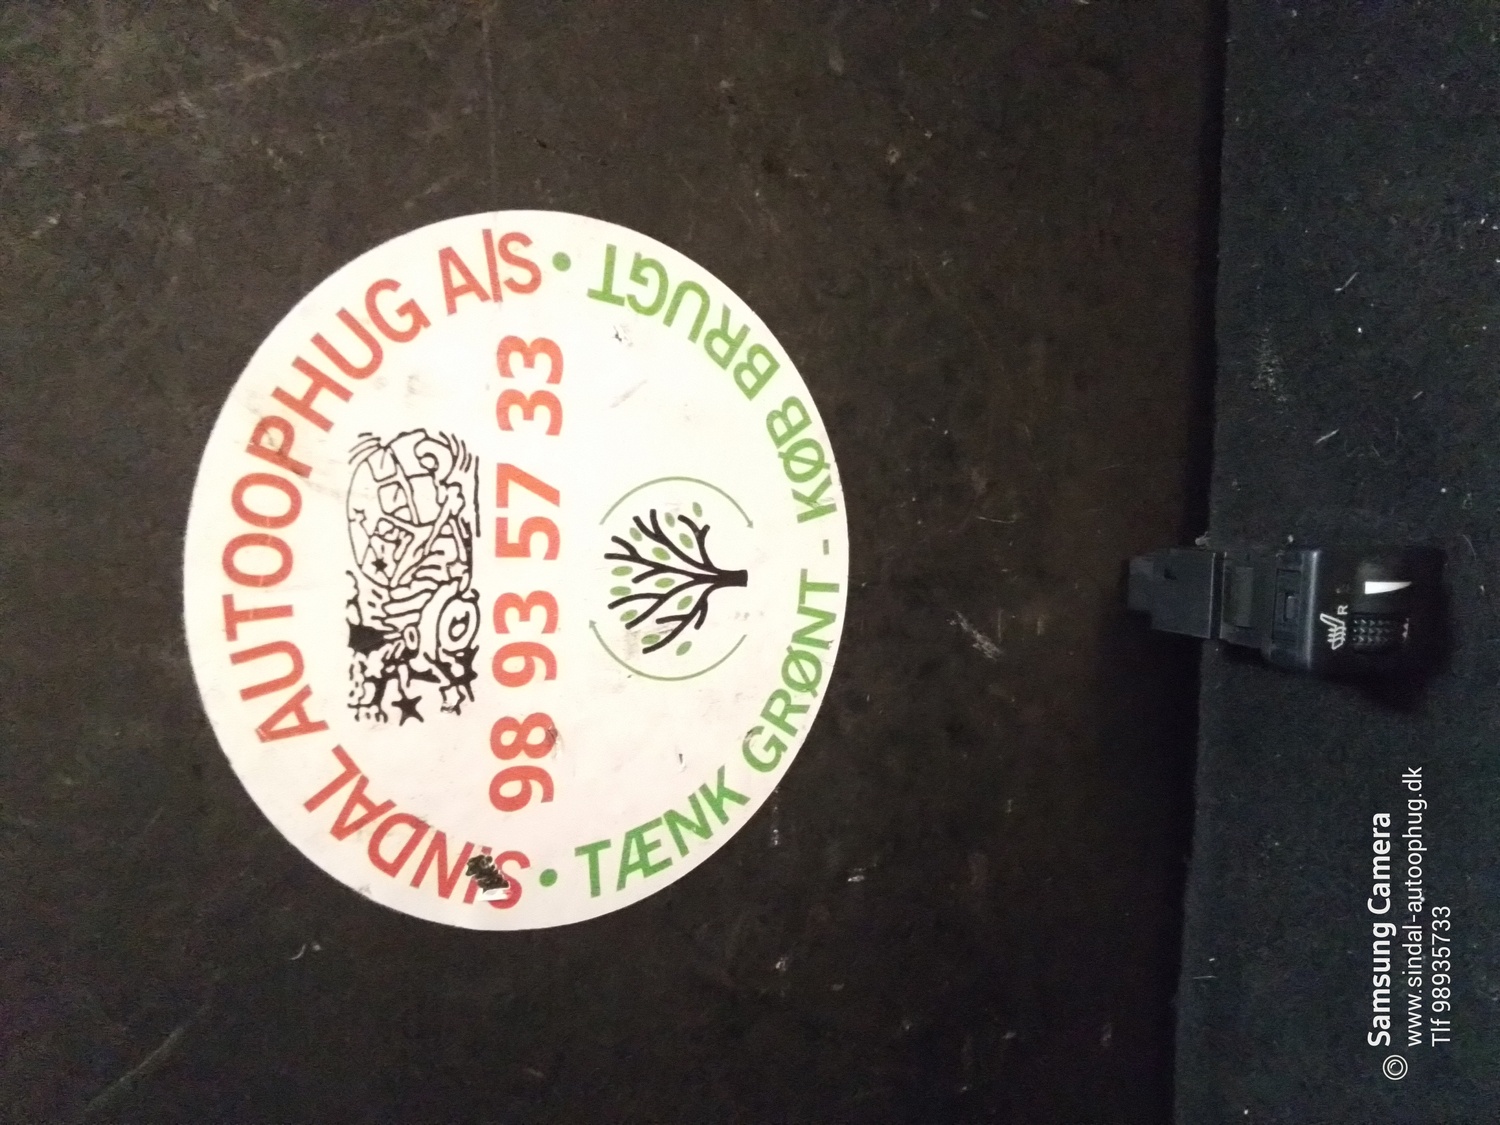 SINDAL AUTOOPHUG A/S
98 93 57 33
• TÆNK GRØNT - KØB BRUGT •
R
Samsung Camera
www.sindal-autoophug.dk
Tlf 98935733